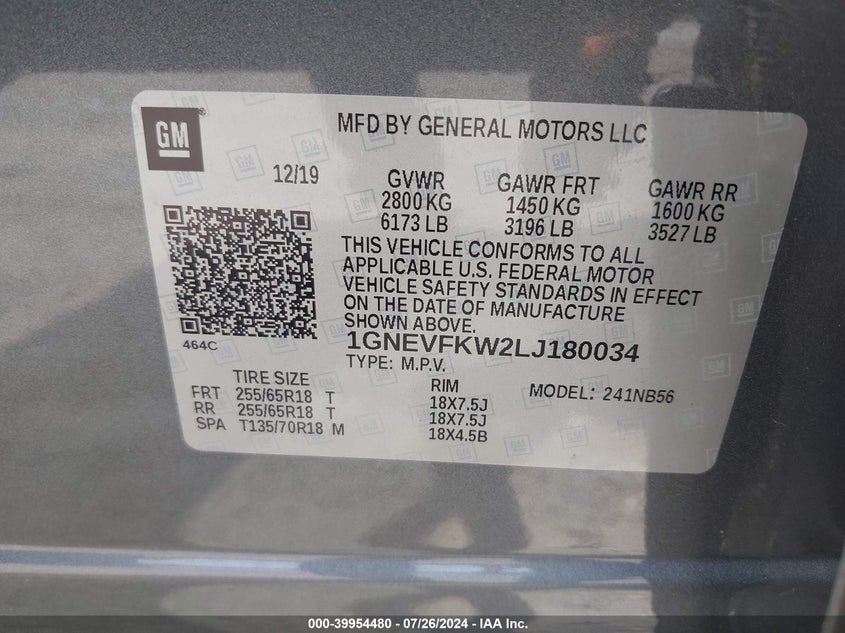 GM
MFD BY GENERAL MOTORS LLC
12/19
GVWR
2800 KG
6173 LB
GAWR FRT
1450 KG
3196 LB
GAWR RR
1600 KG
3527 LB
THIS VEHICLE CONFORMS TO ALL
APPLICABLE U.S. FEDERAL MOTOR
VEHICLE SAFETY STANDARDS IN EFFECT
ON THE DATE OF MANUFACTURE
SHOWN ABOVE.
464C
1GNEVFKW2LJ180034
TYPE: M.P.V.
TIRE SIZE
RIM
MODEL: 241NB56
FRT 255/65R18 T 18X7.5J
RR 255/65R18 T 18X7.5J
SPA T135/70R18 M 18X4.5B
000-39954480 - 07/26/2024 - IAA Inc.